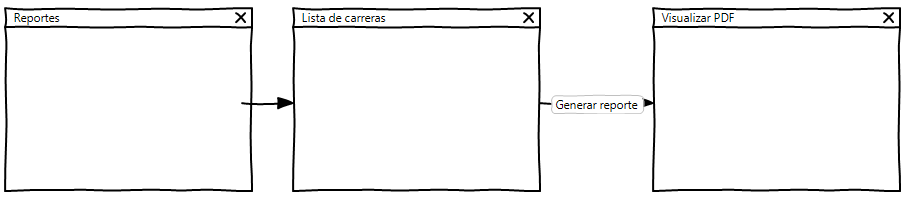 Reportes
Lista de carreras
Visualizar PDF
Generar reporte